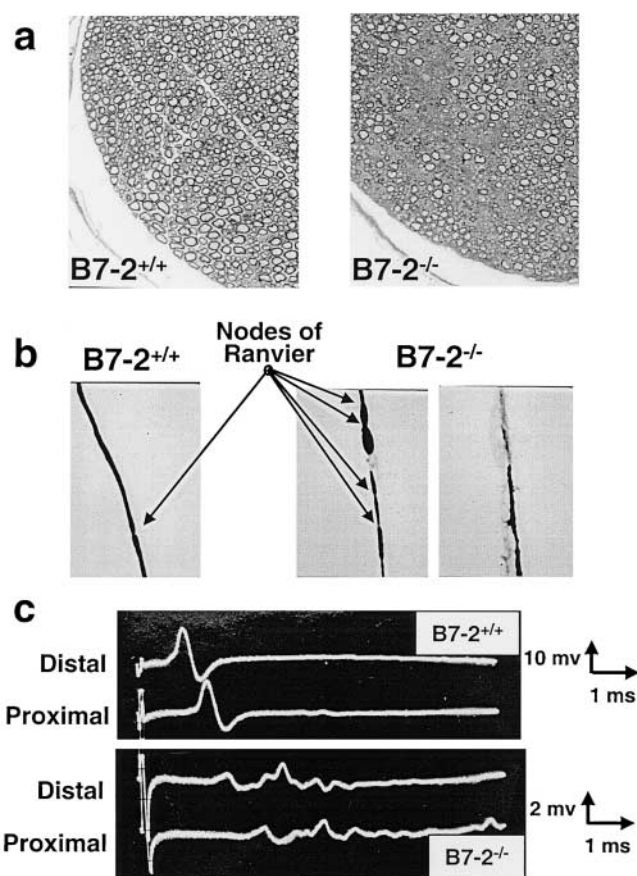 a
B7-2+/+
B7-2-/-
b
B7-2+/+
Nodes of
Ranvier
B7-2-/-
c
Distal
Proximal
B7-2+/+
10 mv
1 ms
Distal
Proximal
B7-2-/-
2 mv
1 ms